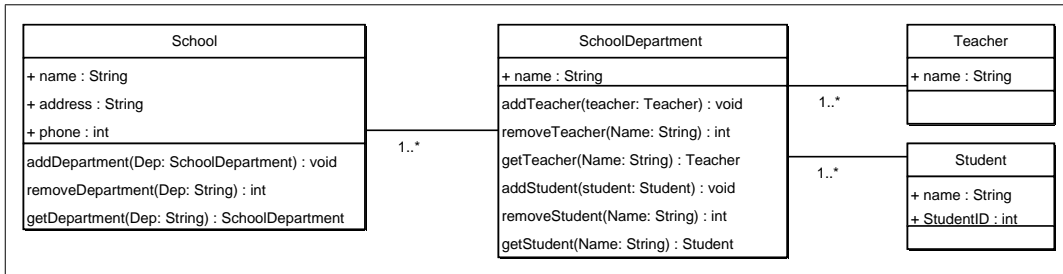 School
+ name : String
+ address : String
+ phone : int
addDepartment(Dep: SchoolDepartment) : void
removeDepartment(Dep: String) : int
getDepartment(Dep: String) : SchoolDepartment
1..*
SchoolDepartment
+ name : String
addTeacher(teacher: Teacher) : void
removeTeacher(Name: String) : int
getTeacher(Name: String) : Teacher
addStudent(student: Student) : void
removeStudent(Name: String) : int
getStudent(Name: String) : Student
1..*
1..*
Teacher
+ name : String
Student
+ name : String
+ StudentID : int